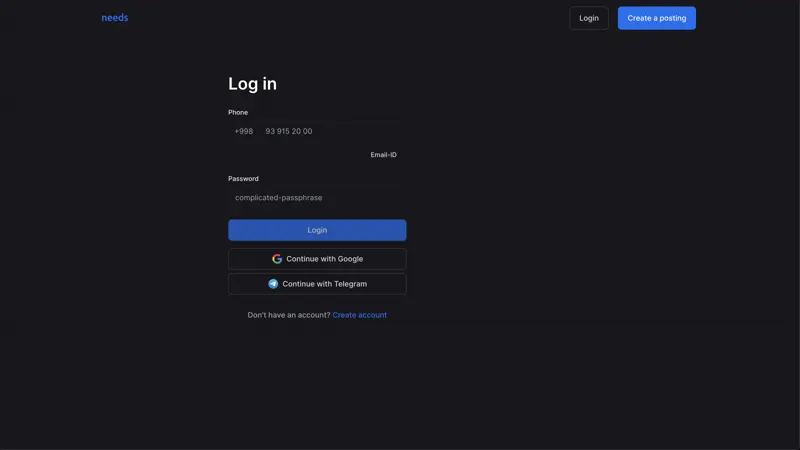 needs
Login
Create a posting
Log in
Phone
+998 93 915 20 00
Email-ID
Password
complicated-passphrase
Login
Continue with Google
Continue with Telegram
Don't have an account? Create account